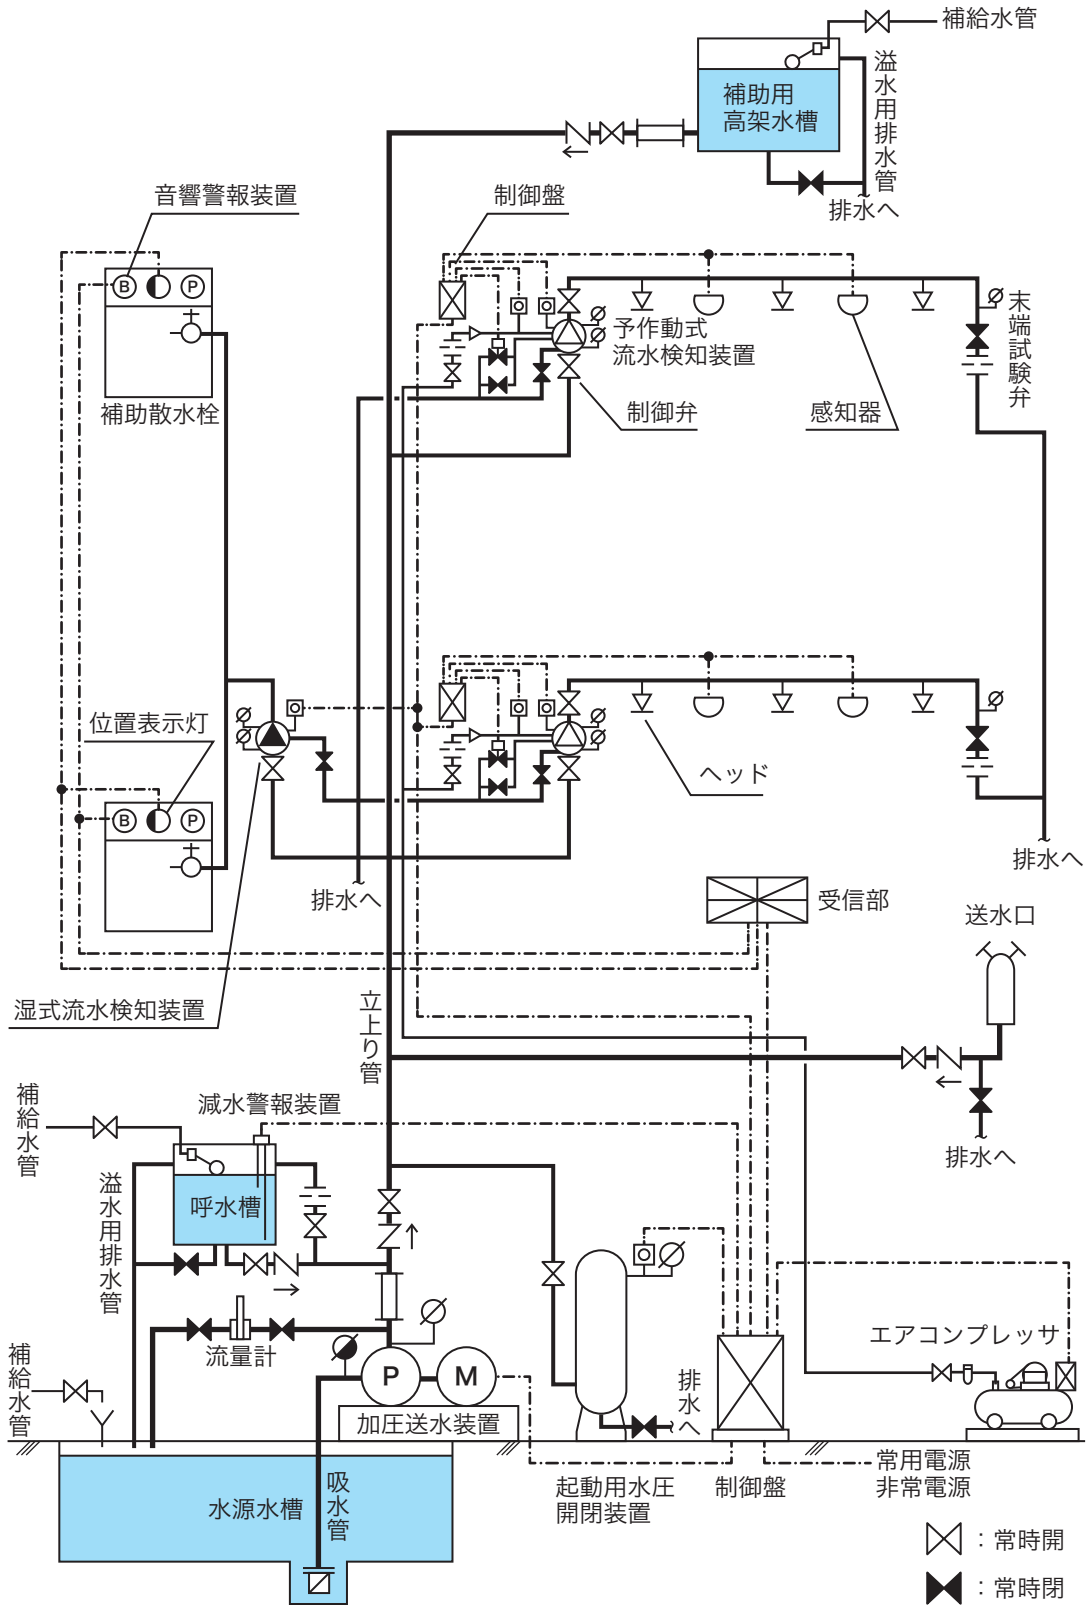 補給水管
溢水用排水管
補助用
高架水槽
排水へ
音響警報装置
制御盤
B
P
予作動式
流水検知装置
末端試験弁
補助散水栓
制御弁
感知器
位置表示灯
ヘッド
B
P
排水へ
排水へ
受信部
送水口
湿式流水検知装置
立上り管
減水警報装置
補給水管
呼水槽
溢水用排水管
排水へ
流量計
エアコンプレッサ
補給水管
P
M
加圧送水装置
排水へ
水源水槽
吸水管
起動用水圧
開閉装置
制御盤
常用電源
非常電源
：常時開
：常時閉